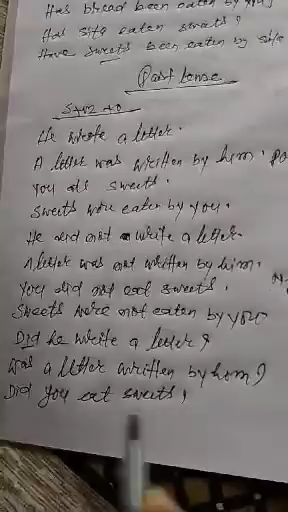 Has bread been eaten by you
Has sita eaten sweets?
Have sweets been eaten by site
Past tense
He wrote a letter.
A letter was written by him.
you ate sweets.
Sweets were eaten by you.
He did not write a letter.
A letter was not written by him.
you did not eat sweets.
Sweets were not eaten by you
Did he write a letter?
was a letter written by him?
Did you eat sweets,